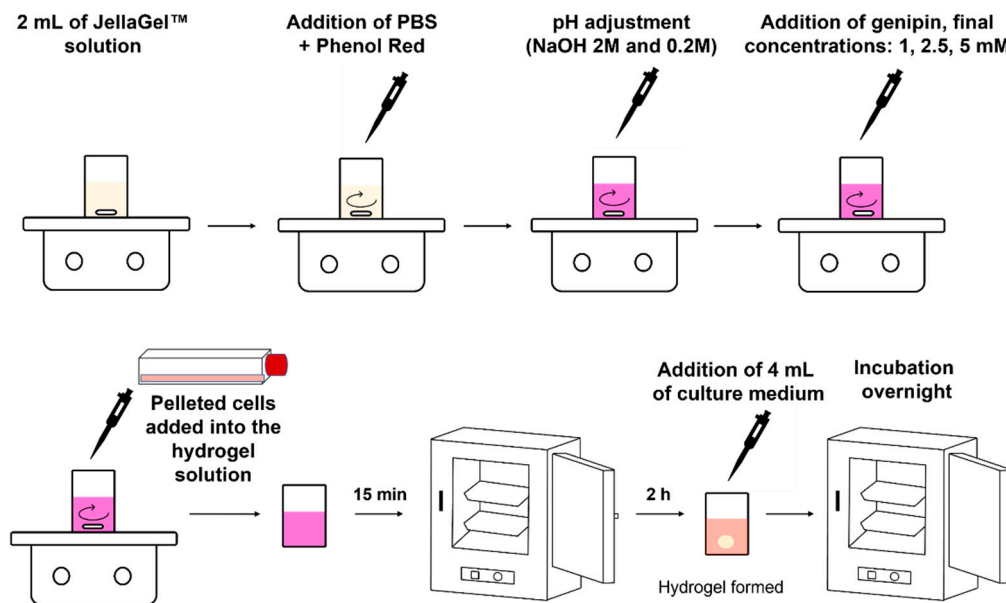 2 mL of JellaGel™
solution
Addition of PBS
+ Phenol Red
pH adjustment
(NaOH 2M and 0.2M)
Addition of genipin, final
concentrations: 1, 2.5, 5 mM
Pelleted cells
added into the
hydrogel
solution
15 min
2 h
Addition of 4 mL
of culture medium
Hydrogel formed
Incubation
overnight